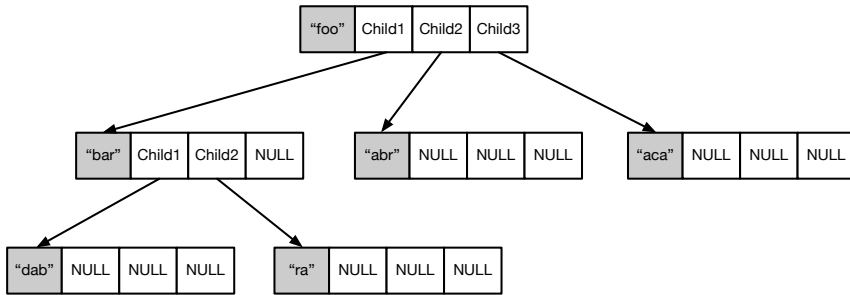 “foo” Child1 Child2 Child3
“bar” Child1 Child2 NULL “abr” NULL NULL NULL “aca” NULL NULL NULL
“dab” NULL NULL NULL “ra” NULL NULL NULL